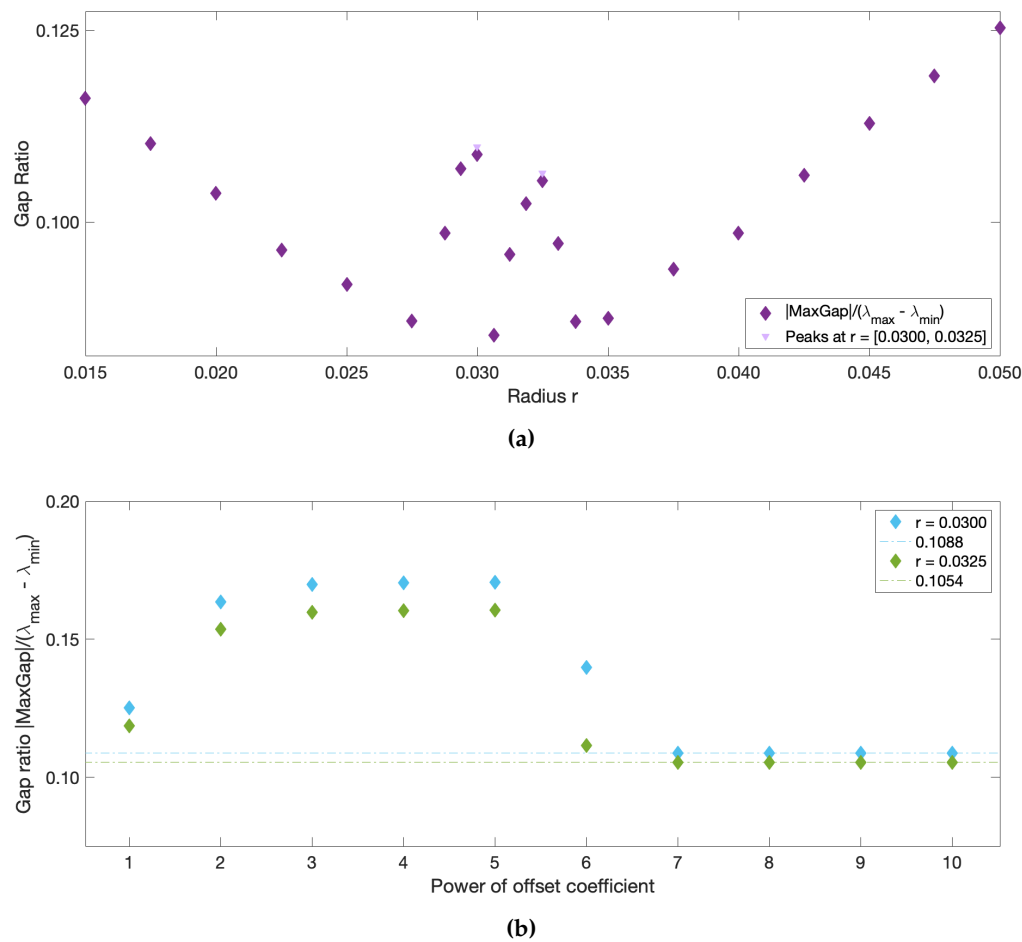 0.125
0.100
Gap Ratio
|MaxGap|/(λmax - λmin)
Peaks at r = [0.0300, 0.0325]
0.015 0.020 0.025 0.030 0.035 0.040 0.045 0.050
Radius r
(a)
0.20
0.15
0.10
Gap ratio |MaxGap|/(λmax - λmin)
r = 0.0300
0.1088
r = 0.0325
0.1054
1 2 3 4 5 6 7 8 9 10
Power of offset coefficient
(b)